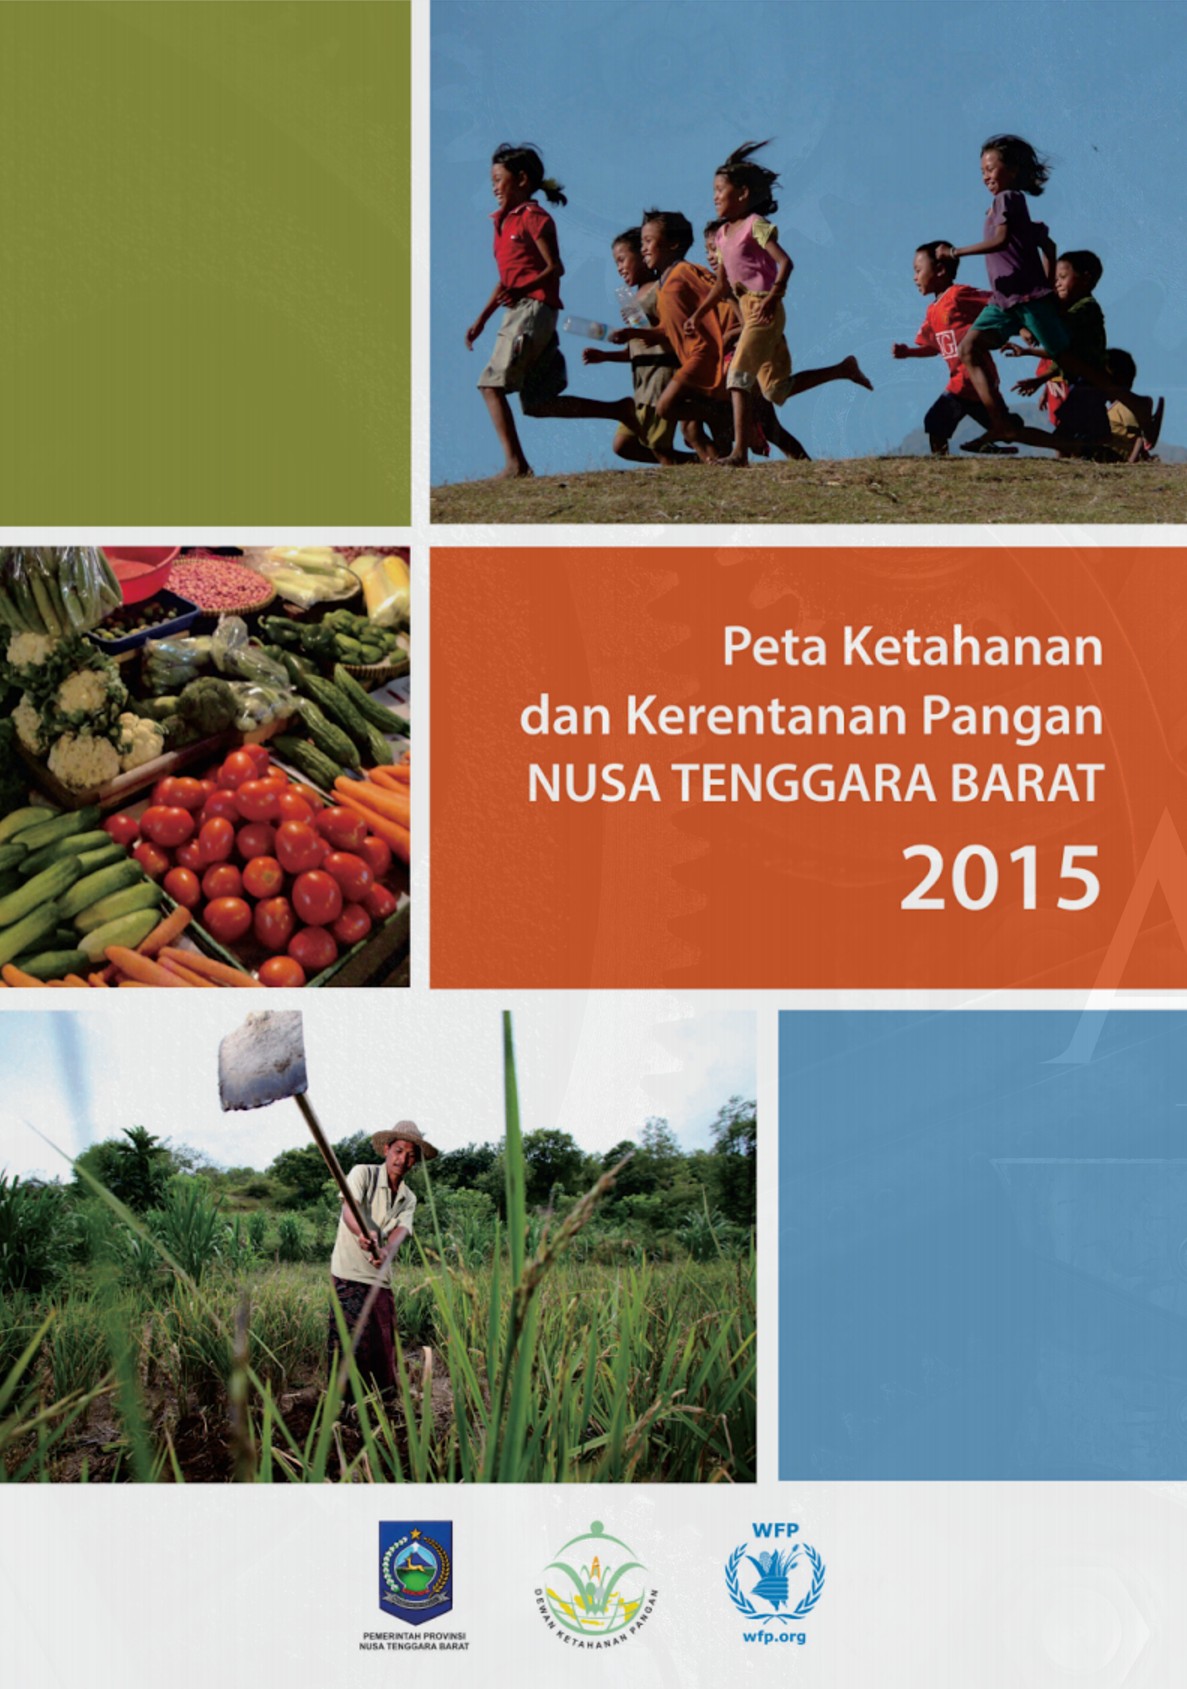 Peta Ketahanan
dan Kerentanan Pangan
NUSA TENGGARA BARAT
2015
PEMERINTAH PROVINSI
NUSA TENGGARA BARAT
DEWAN KETAHANAN PANGAN
WFP
wfp.org